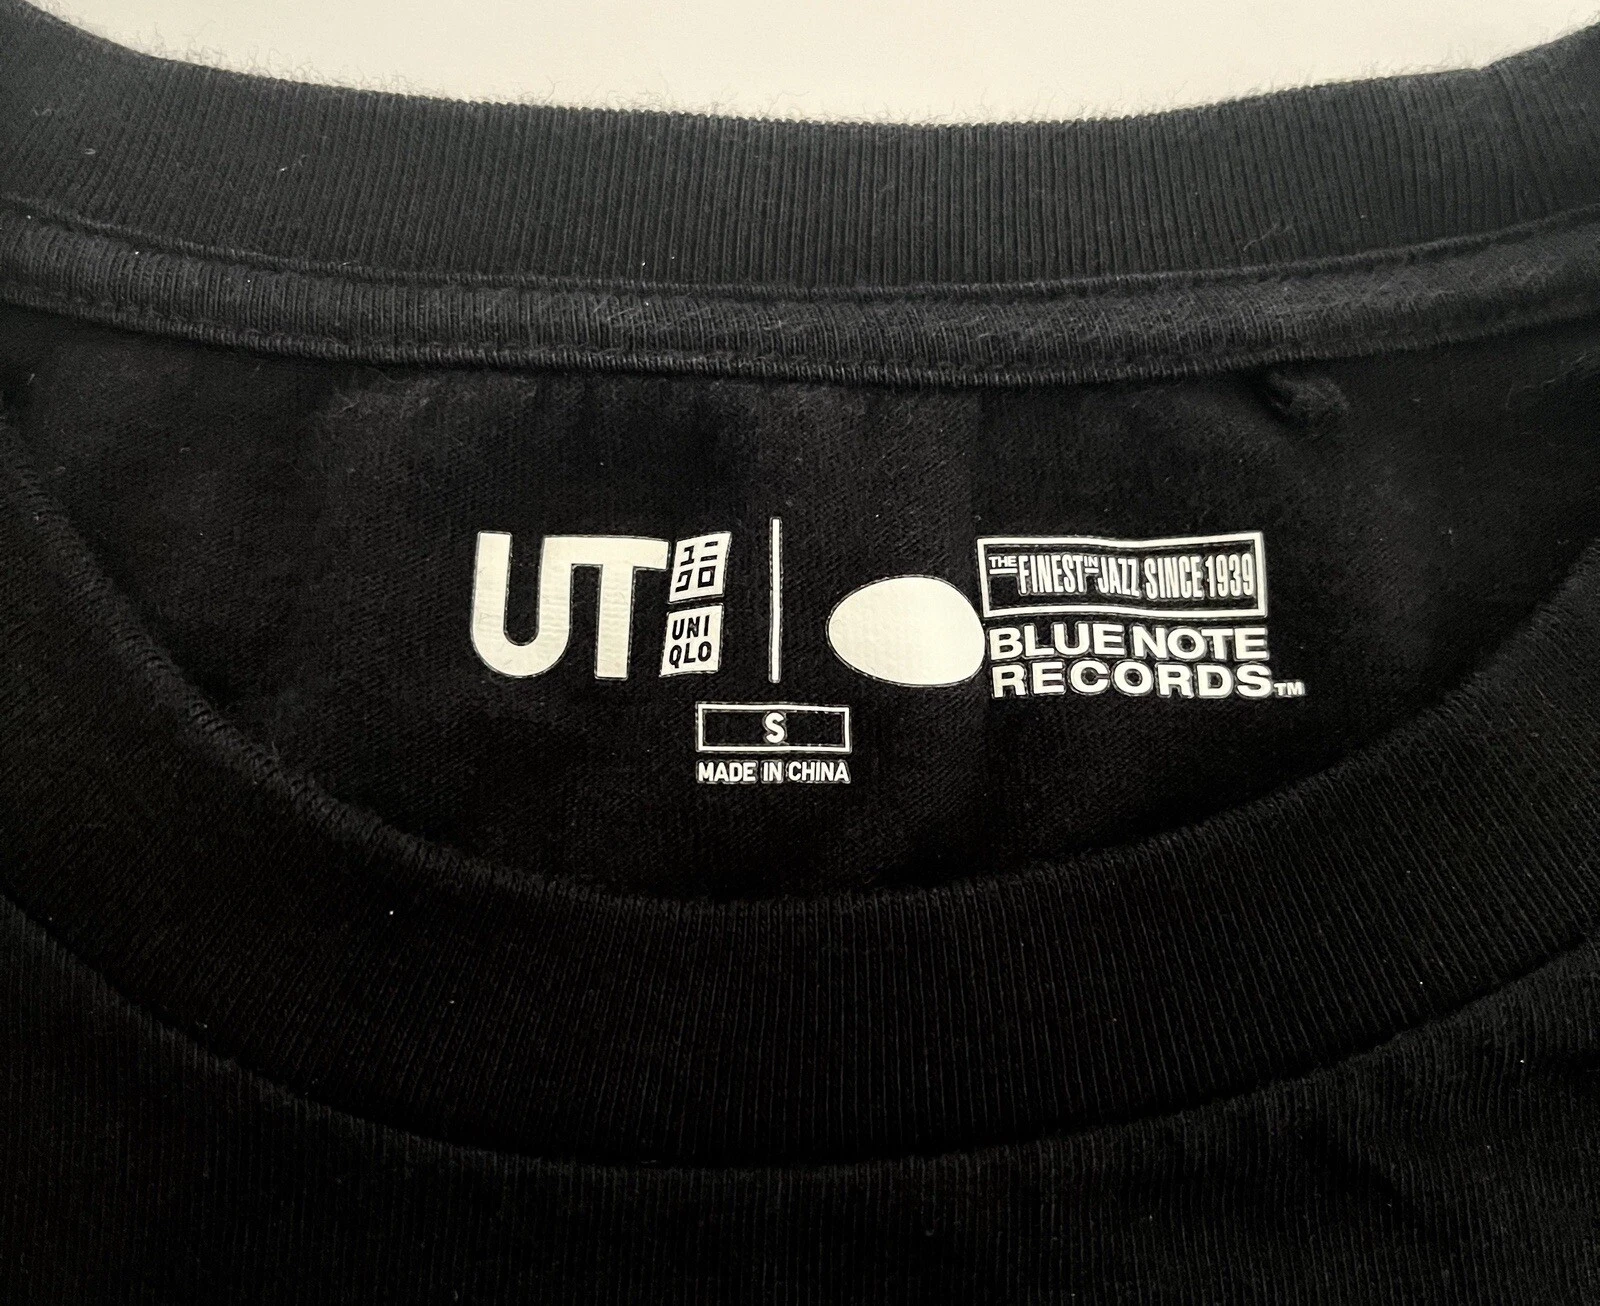 UT
ユニ
クロ
UNI
QLO
THE FINEST IN JAZZ SINCE 1939
BLUE NOTE
RECORDS™
S
MADE IN CHINA